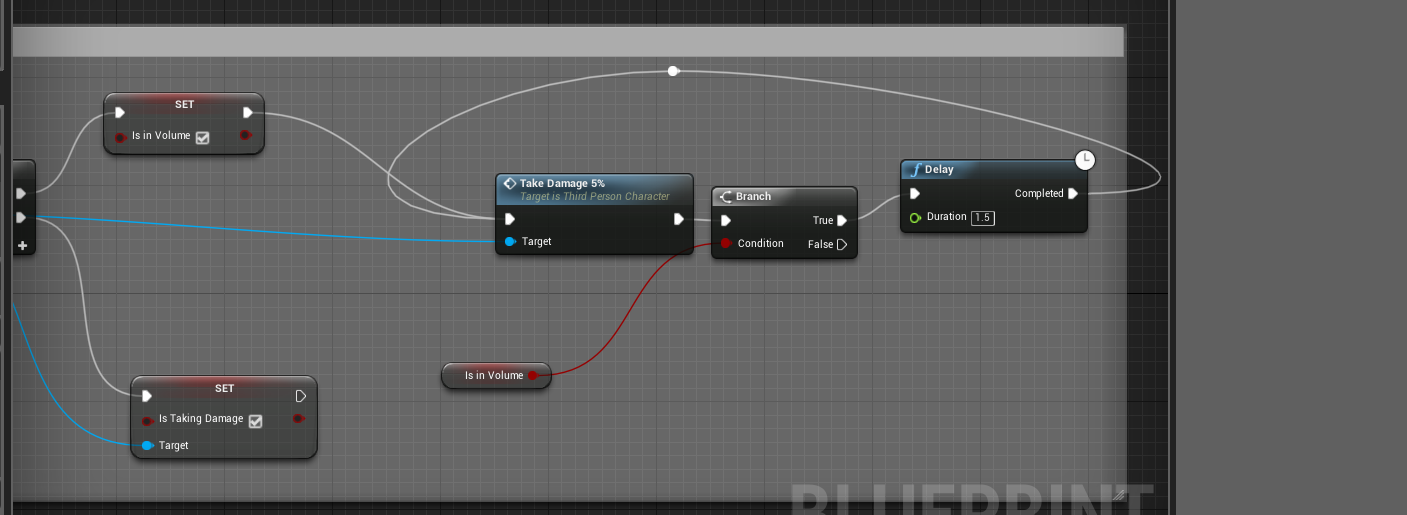 SET
Is in Volume
Take Damage 5%
Target is Third Person Character
Target
Branch
True
Condition
False
Delay
Completed
Duration 1.5
Is in Volume
SET
Is Taking Damage
Target
BLUEPRINT